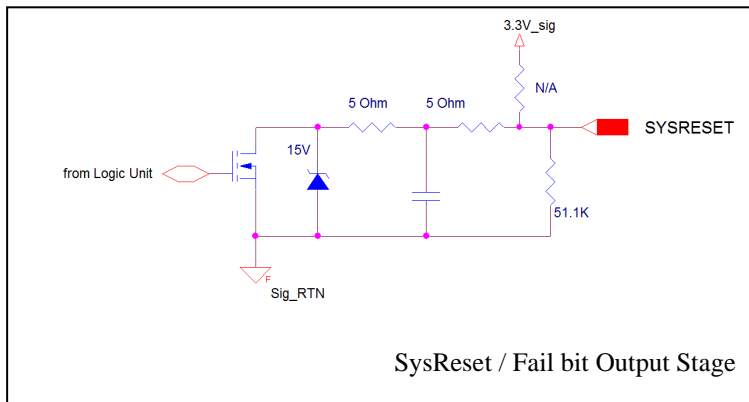 3.3V_sig
N/A
5 Ohm 5 Ohm
SYSRESET
15V
from Logic Unit
51.1K
F
Sig_RTN
SysReset / Fail bit Output Stage